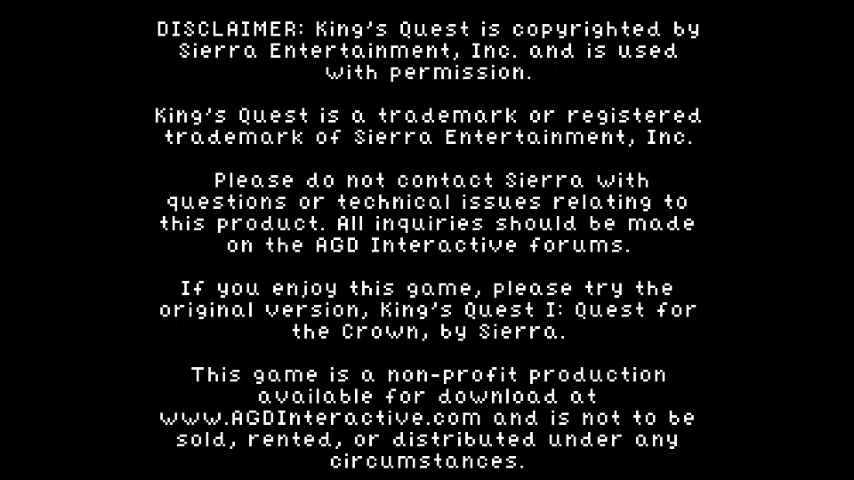 DISCLAIMER: King's Quest is copyrighted by
Sierra Entertainment, Inc. and is used
with permission.
King's Quest is a trademark or registered
trademark of Sierra Entertainment, Inc.
Please do not contact Sierra with
questions or technical issues relating to
this product. All inquiries should be made
on the AGD Interactive forums.
If you enjoy this game, please try the
original version, King's Quest I: Quest for
the Crown, by Sierra.
This game is a non-profit production
available for download at
www.AGDInteractive.com and is not to be
sold, rented, or distributed under any
circumstances.